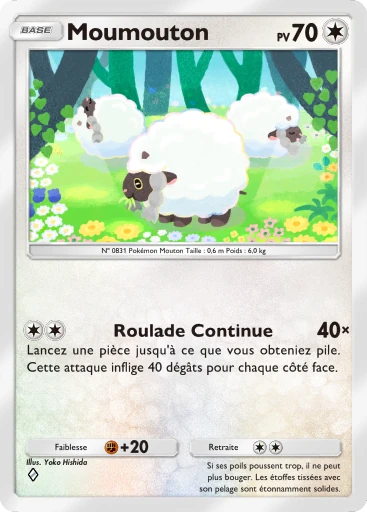 BASE Moumouton PV 70
N° 0831 Pokémon Mouton Taille : 0,6 m Poids : 6,0 kg
Roulade Continue 40×
Lancez une pièce jusqu'à ce que vous obteniez pile.
Cette attaque inflige 40 dégâts pour chaque côté face.
Faiblesse +20 Retraite
Illus. Yoko Hishida
Si ses poils poussent trop, il ne peut
plus bouger. Les étoffes tissées avec
son pelage sont étonnamment solides.